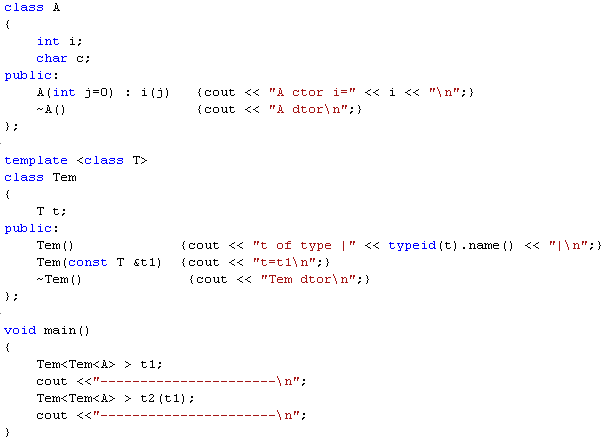 class A
{
    int i;
    char c;
public:
    A(int j=0) : i(j)   {cout << "A ctor i=" << i << "\n";}
    ~A()                {cout << "A dtor\n";}
};
template <class T>
class Tem
{
    T t;
public:
    Tem()             {cout << "t of type |" << typeid(t).name() << "|\n";}
    Tem(const T &t1)  {cout << "t=t1\n";}
    ~Tem()             {cout << "Tem dtor\n";}
};
void main()
{
    Tem<Tem<A> > t1;
    cout <<"----------------------\n";
    Tem<Tem<A> > t2(t1);
    cout <<"----------------------\n";
}